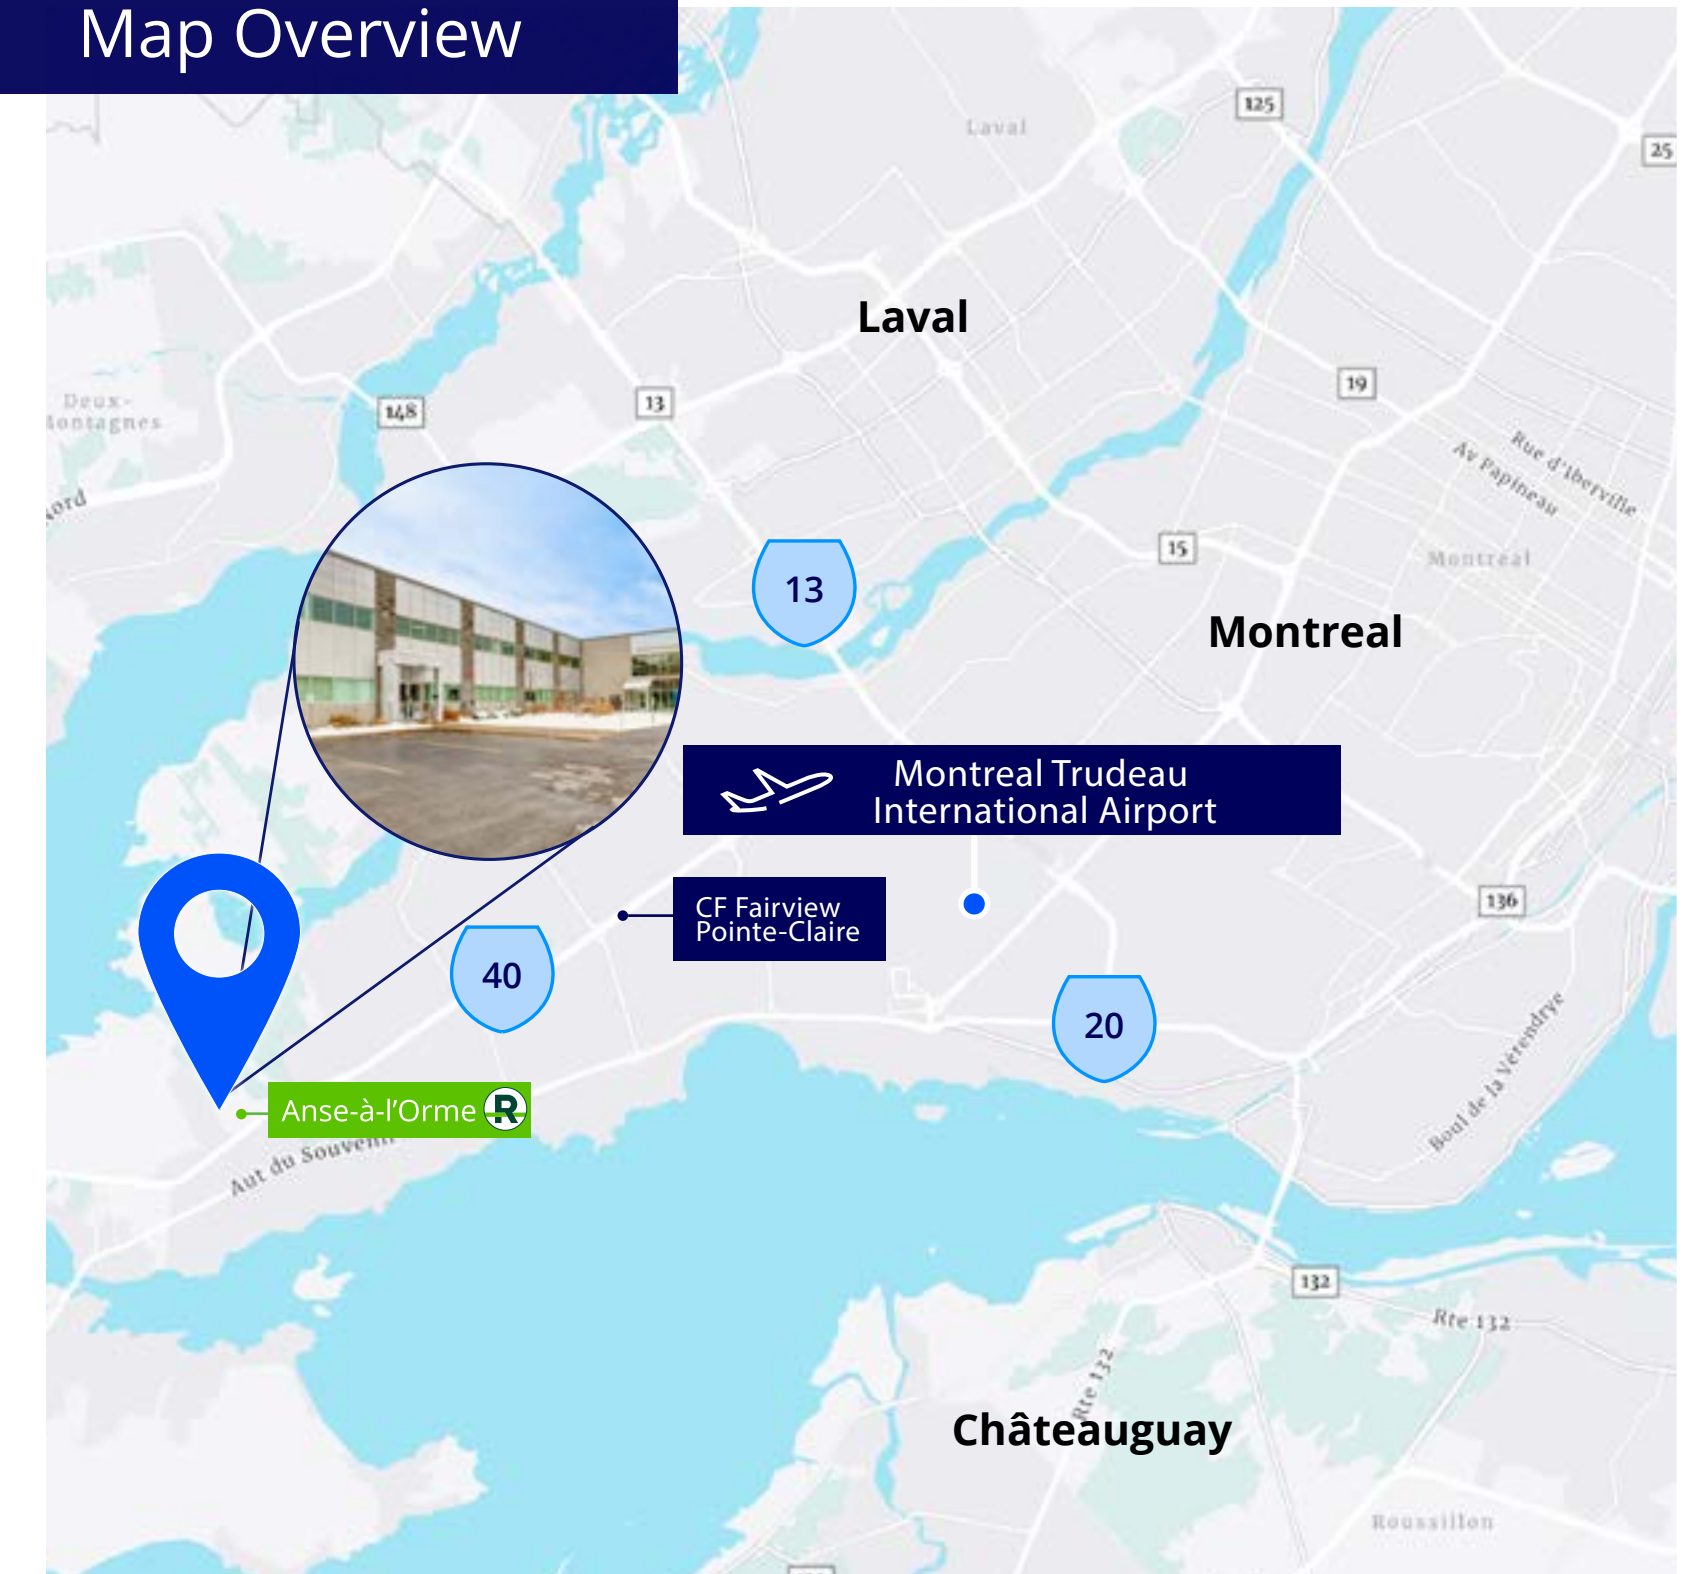 Map Overview
125
Laval
25
Laval
19
Deux-
148
13
Rue d'Iberville
Av Papineau
15
Montreal
13
Montreal
Montreal Trudeau
International Airport
136
CF Fairview
Pointe-Claire
40
20
Boul de la Vérendrye
Anse-à-l'Orme R
Aut du Souvenir
132
Rte 132
Rte 132
Châteauguay
Roussillon